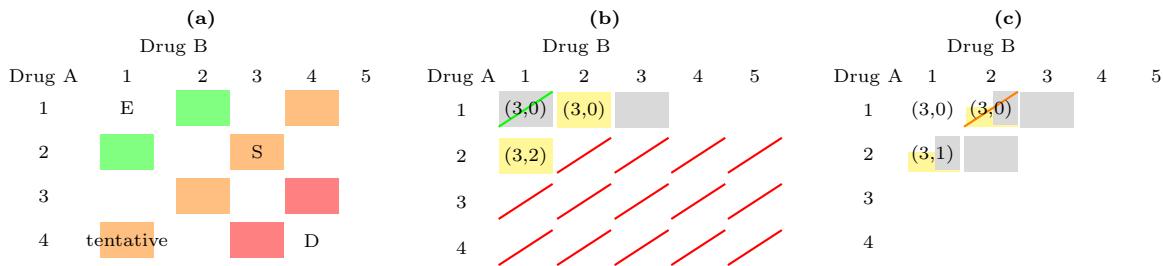 (a)
Drug B
Drug A 1 2 3 4 5
1 E
2 S
3
4 tentative D
(b)
Drug B
Drug A 1 2 3 4 5
1 (3,0) (3,0)
2 (3,2)
3
4
(c)
Drug B
Drug A 1 2 3 4 5
1 (3,0) (3,0)
2 (3,1)
3
4